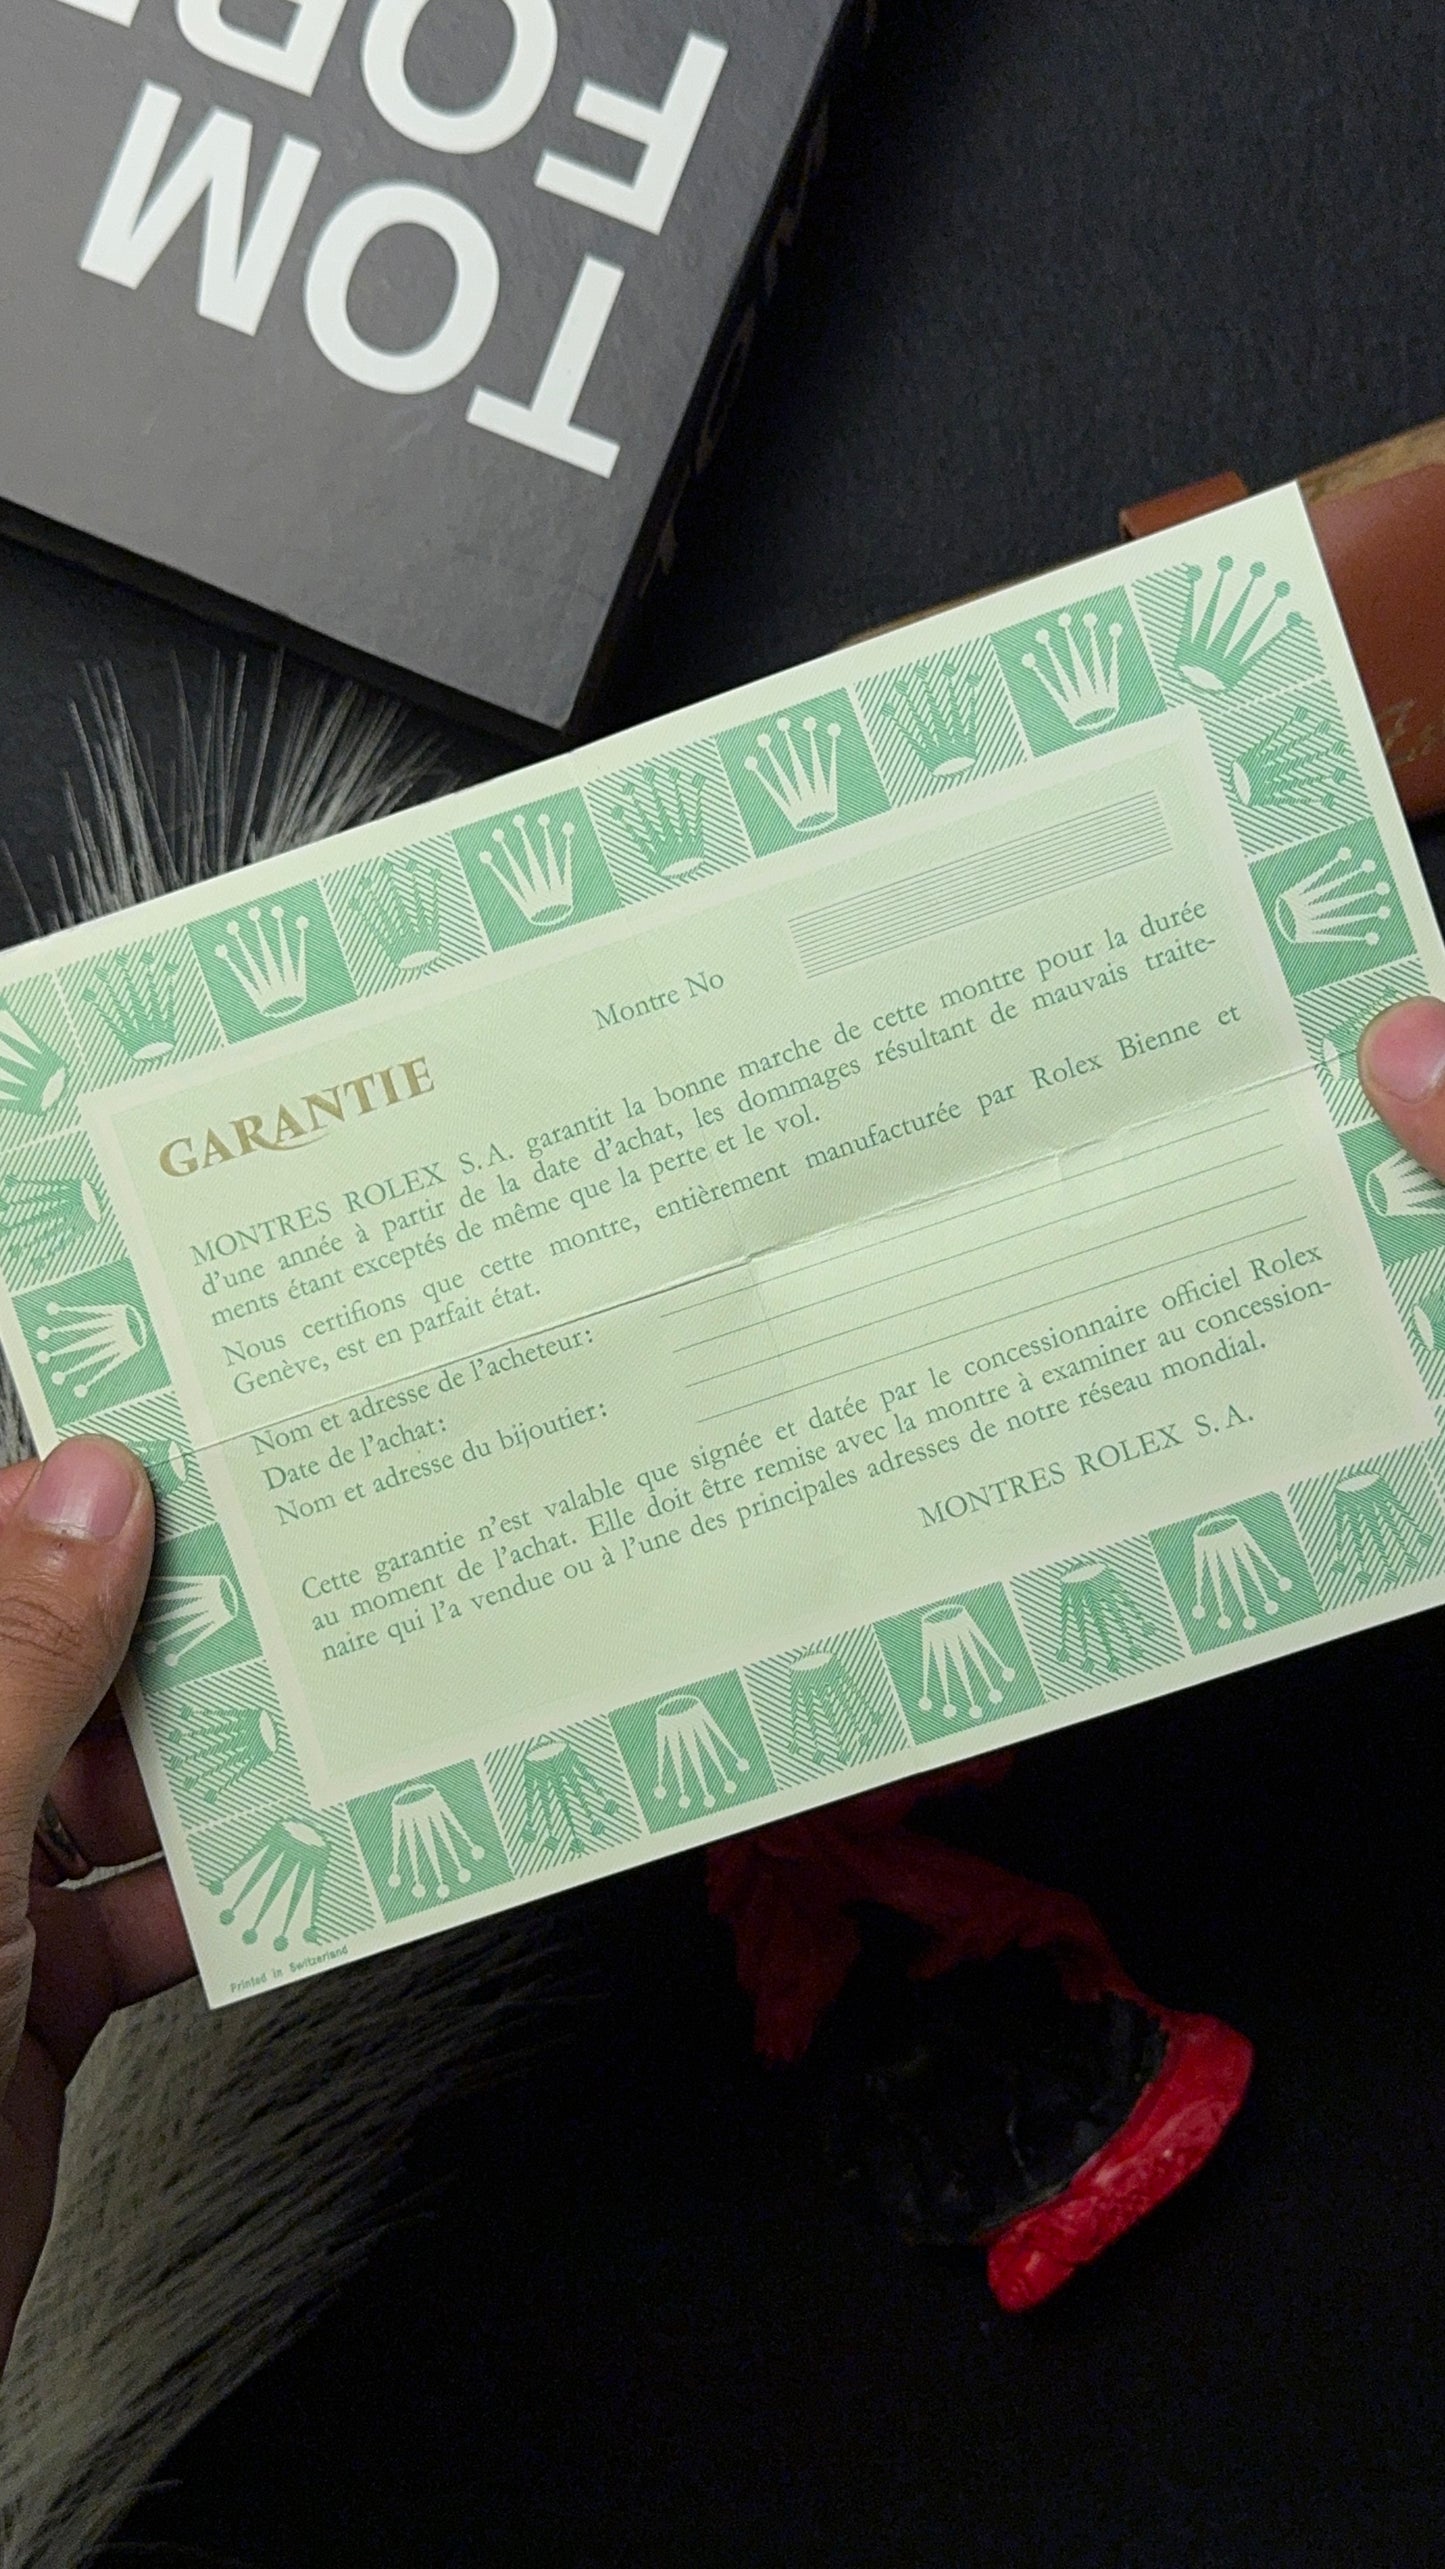 TOM
FOR
Montre No
GARANTIE
MONTRES ROLEX S.A. garantit la bonne marche de cette montre pour la durée
d'une année à partir de la date d'achat, les dommages résultant de mauvais traite-
ments étant exceptés de même que la perte et le vol.
Nous certifions que cette montre, entièrement manufacturée par Rolex Bienne et
Genève, est en parfait état.
Nom et adresse de l'acheteur:
Date de l'achat:
Nom et adresse du bijoutier:
Cette garantie n'est valable que signée et datée par le concessionnaire officiel Rolex
au moment de l'achat. Elle doit être remise avec la montre à examiner au concession-
naire qui l'a vendue ou à l'une des principales adresses de notre réseau mondial.
MONTRES ROLEX S.A.
Printed in Switzerland